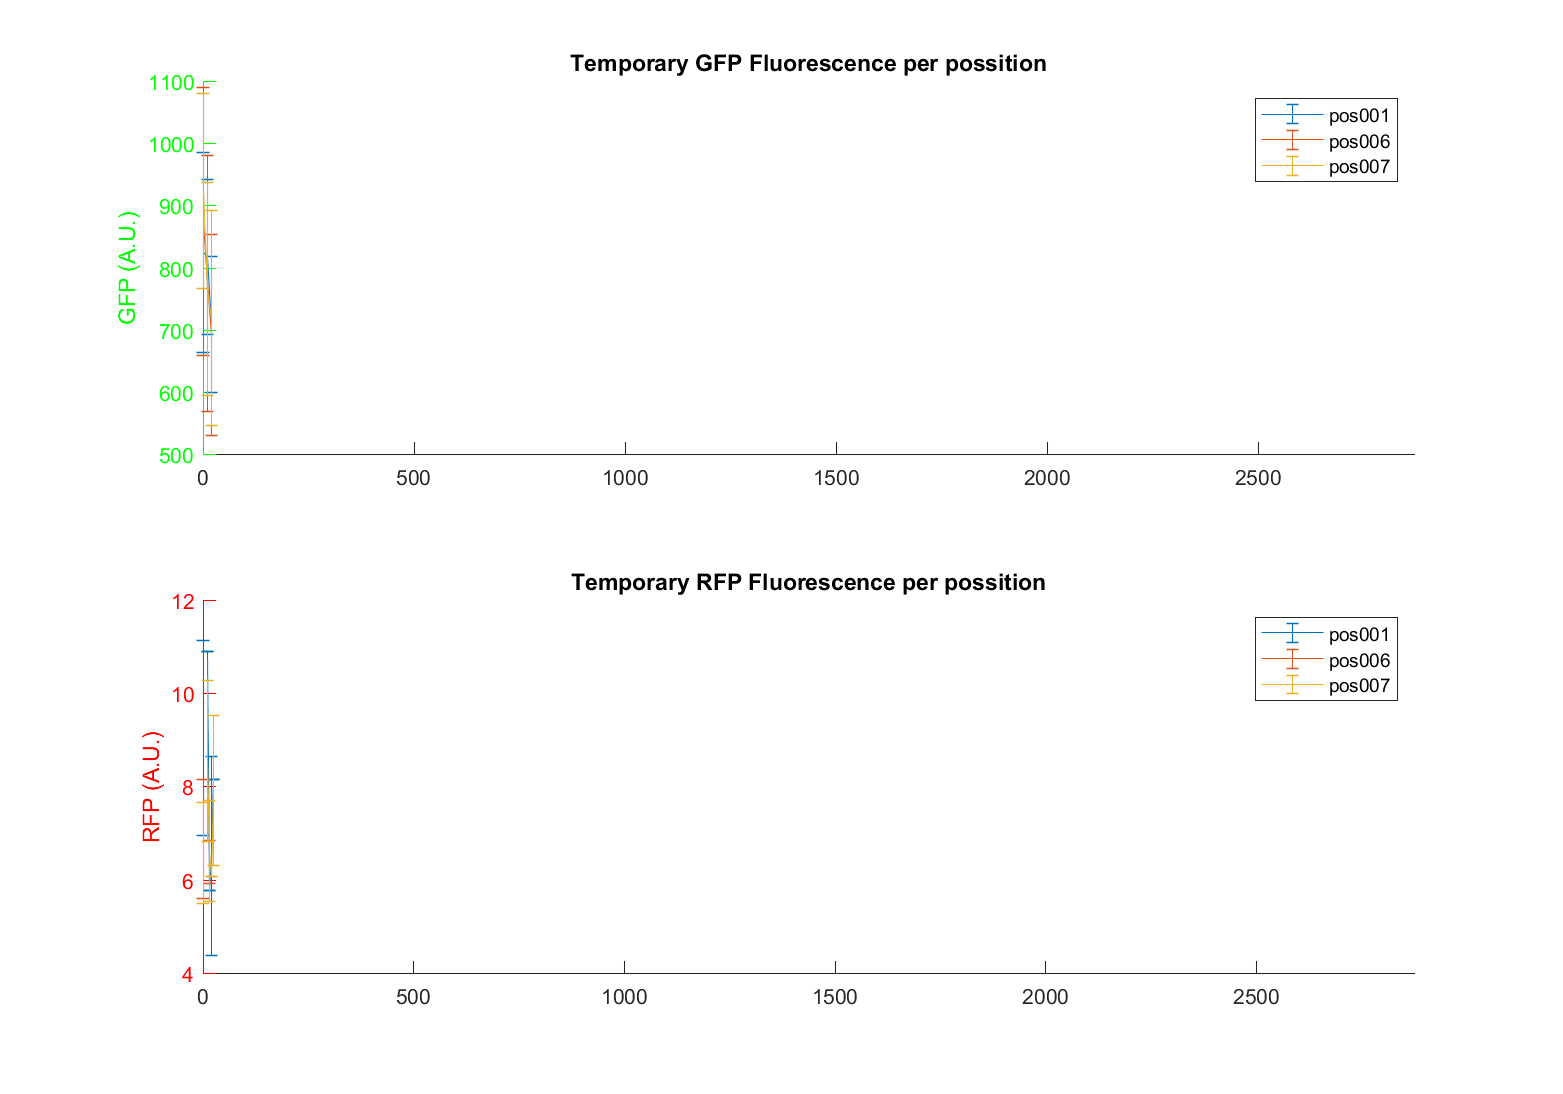 Temporary GFP Fluorescence per possition
GFP (A.U.)
1100
1000
900
800
700
600
500
0 500 1000 1500 2000 2500
pos001
pos006
pos007
Temporary RFP Fluorescence per possition
RFP (A.U.)
12
10
8
6
4
0 500 1000 1500 2000 2500
pos001
pos006
pos007